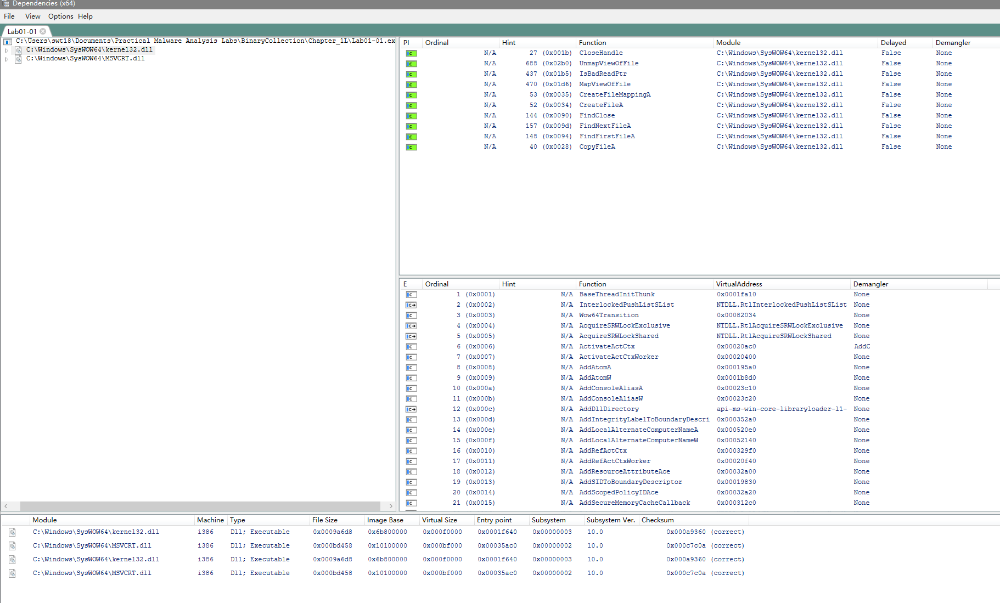 Dependencies (x64)
File View Options Help
Lab01-01
C:\Users\swt18\Documents\Practical Malware Analysis Labs\BinaryCollection\Chapter_1L\Lab01-01.ex
C:\Windows\SysWOW64\kernel32.dll
C:\Windows\SysWOW64\MSVCRT.dll
PI Ordinal Hint Function Module Delayed Demangler
N/A 27 (0x001b) CloseHandle C:\Windows\SysWOW64\kernel32.dll False None
N/A 688 (0x02b0) UnmapViewOfFile C:\Windows\SysWOW64\kernel32.dll False None
N/A 437 (0x01b5) IsBadReadPtr C:\Windows\SysWOW64\kernel32.dll False None
N/A 470 (0x01d6) MapViewOfFile C:\Windows\SysWOW64\kernel32.dll False None
N/A 53 (0x0035) CreateFileMappingA C:\Windows\SysWOW64\kernel32.dll False None
N/A 52 (0x0034) CreateFileA C:\Windows\SysWOW64\kernel32.dll False None
N/A 144 (0x0090) FindClose C:\Windows\SysWOW64\kernel32.dll False None
N/A 157 (0x009d) FindNextFileA C:\Windows\SysWOW64\kernel32.dll False None
N/A 148 (0x0094) FindFirstFileA C:\Windows\SysWOW64\kernel32.dll False None
N/A 40 (0x0028) CopyFileA C:\Windows\SysWOW64\kernel32.dll False None
E Ordinal Hint Function VirtualAddress Demangler
1 (0x0001) N/A BaseThreadInitThunk 0x0001fa10 None
2 (0x0002) N/A InterlockedPushListSList NTDLL.RtlInterlockedPushListSList None
3 (0x0003) N/A Wow64Transition 0x00082034 None
4 (0x0004) N/A AcquireSRWLockExclusive NTDLL.RtlAcquireSRWLockExclusive None
5 (0x0005) N/A AcquireSRWLockShared NTDLL.RtlAcquireSRWLockShared None
6 (0x0006) N/A ActivateActCtx 0x00020ac0 AddC
7 (0x0007) N/A ActivateActCtxWorker 0x00020400 None
8 (0x0008) N/A AddAtomA 0x000195a0 None
9 (0x0009) N/A AddAtomW 0x0001b8d0 None
10 (0x000a) N/A AddConsoleAliasA 0x00023c10 None
11 (0x000b) N/A AddConsoleAliasW 0x00023c20 None
12 (0x000c) N/A AddDllDirectory api-ms-win-core-libraryloader-l1- None
13 (0x000d) N/A AddIntegrityLabelToBoundaryDescri 0x000352a0 None
14 (0x000e) N/A AddLocalAlternateComputerNameA 0x000520e0 None
15 (0x000f) N/A AddLocalAlternateComputerNameW 0x00052140 None
16 (0x0010) N/A AddRefActCtx 0x000329f0 None
17 (0x0011) N/A AddRefActCtxWorker 0x00020f40 None
18 (0x0012) N/A AddResourceAttributeAce 0x00032a00 None
19 (0x0013) N/A AddSIDToBoundaryDescriptor 0x00019830 None
20 (0x0014) N/A AddScopedPolicyIDAce 0x00032a20 None
21 (0x0015) N/A AddSecureMemoryCacheCallback 0x000312c0 None
Module Machine Type File Size Image Base Virtual Size Entry point Subsystem Subsystem Ver. Checksum
C:\Windows\SysWOW64\kernel32.dll i386 Dll; Executable 0x0009a6d8 0x6b800000 0x000f0000 0x0001f640 0x00000003 10.0 0x000a9360 (correct)
C:\Windows\SysWOW64\MSVCRT.dll i386 Dll; Executable 0x000bd458 0x10100000 0x000bf000 0x00035ac0 0x00000002 10.0 0x000c7c0a (correct)
C:\Windows\SysWOW64\kernel32.dll i386 Dll; Executable 0x0009a6d8 0x6b800000 0x000f0000 0x0001f640 0x00000003 10.0 0x000a9360 (correct)
C:\Windows\SysWOW64\MSVCRT.dll i386 Dll; Executable 0x000bd458 0x10100000 0x000bf000 0x00035ac0 0x00000002 10.0 0x000c7c0a (correct)